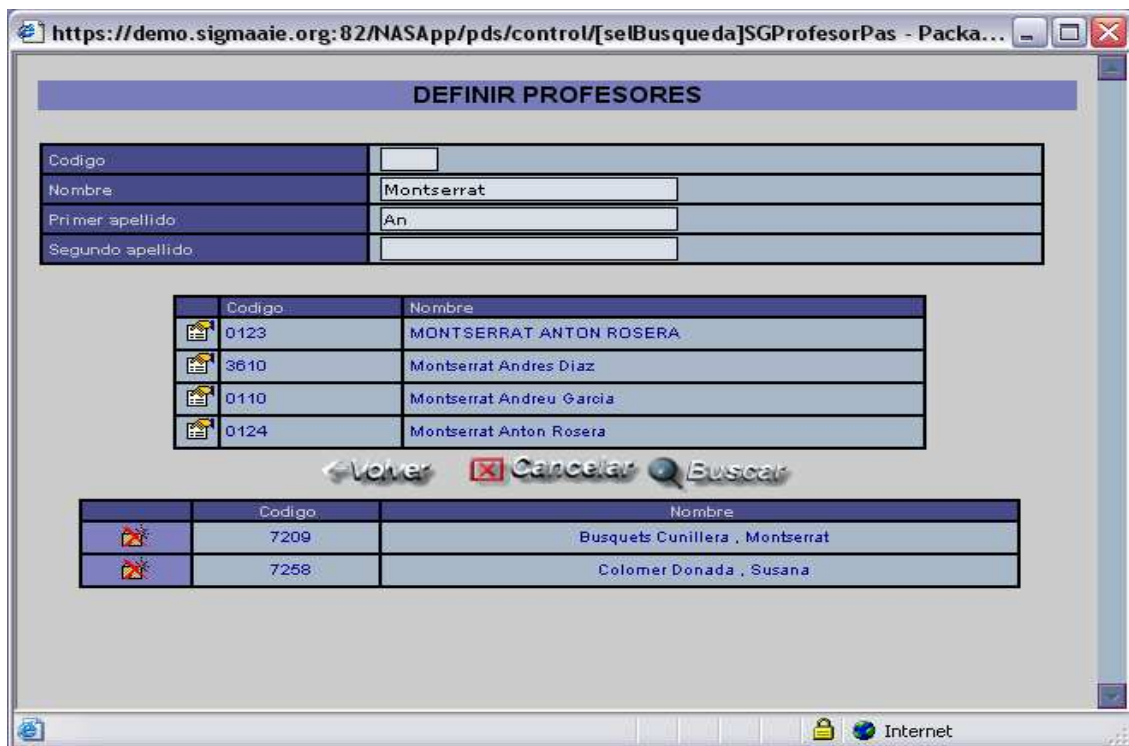 https://demo.sigmaaie.org:82/NASApp/pds/control/[selBusqueda]SGProfesorPas - Packa...
DEFINIR PROFESORES
Codigo
Nombre Montserrat
Primer apellido An
Segundo apellido
Codigo Nombre
0123 MONTSERRAT ANTON ROSERA
3610 Montserrat Andres Diaz
0110 Montserrat Andreu Garcia
0124 Montserrat Anton Rosera
Volver Cancelar Buscar
Codigo Nombre
7209 Busquets Cunillera , Montserrat
7258 Colomer Donada , Susana
Internet